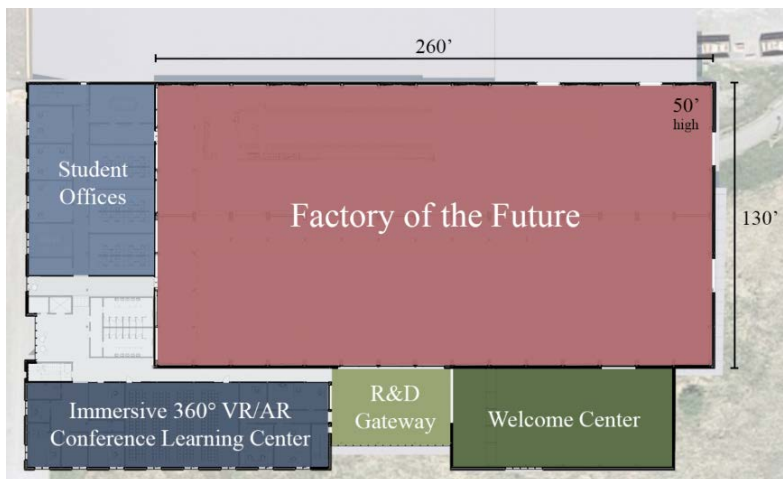 260’
50’
high
Student
Offices
Factory of the Future
130’
R&D
Gateway
Immersive 360° VR/AR
Conference Learning Center
Welcome Center